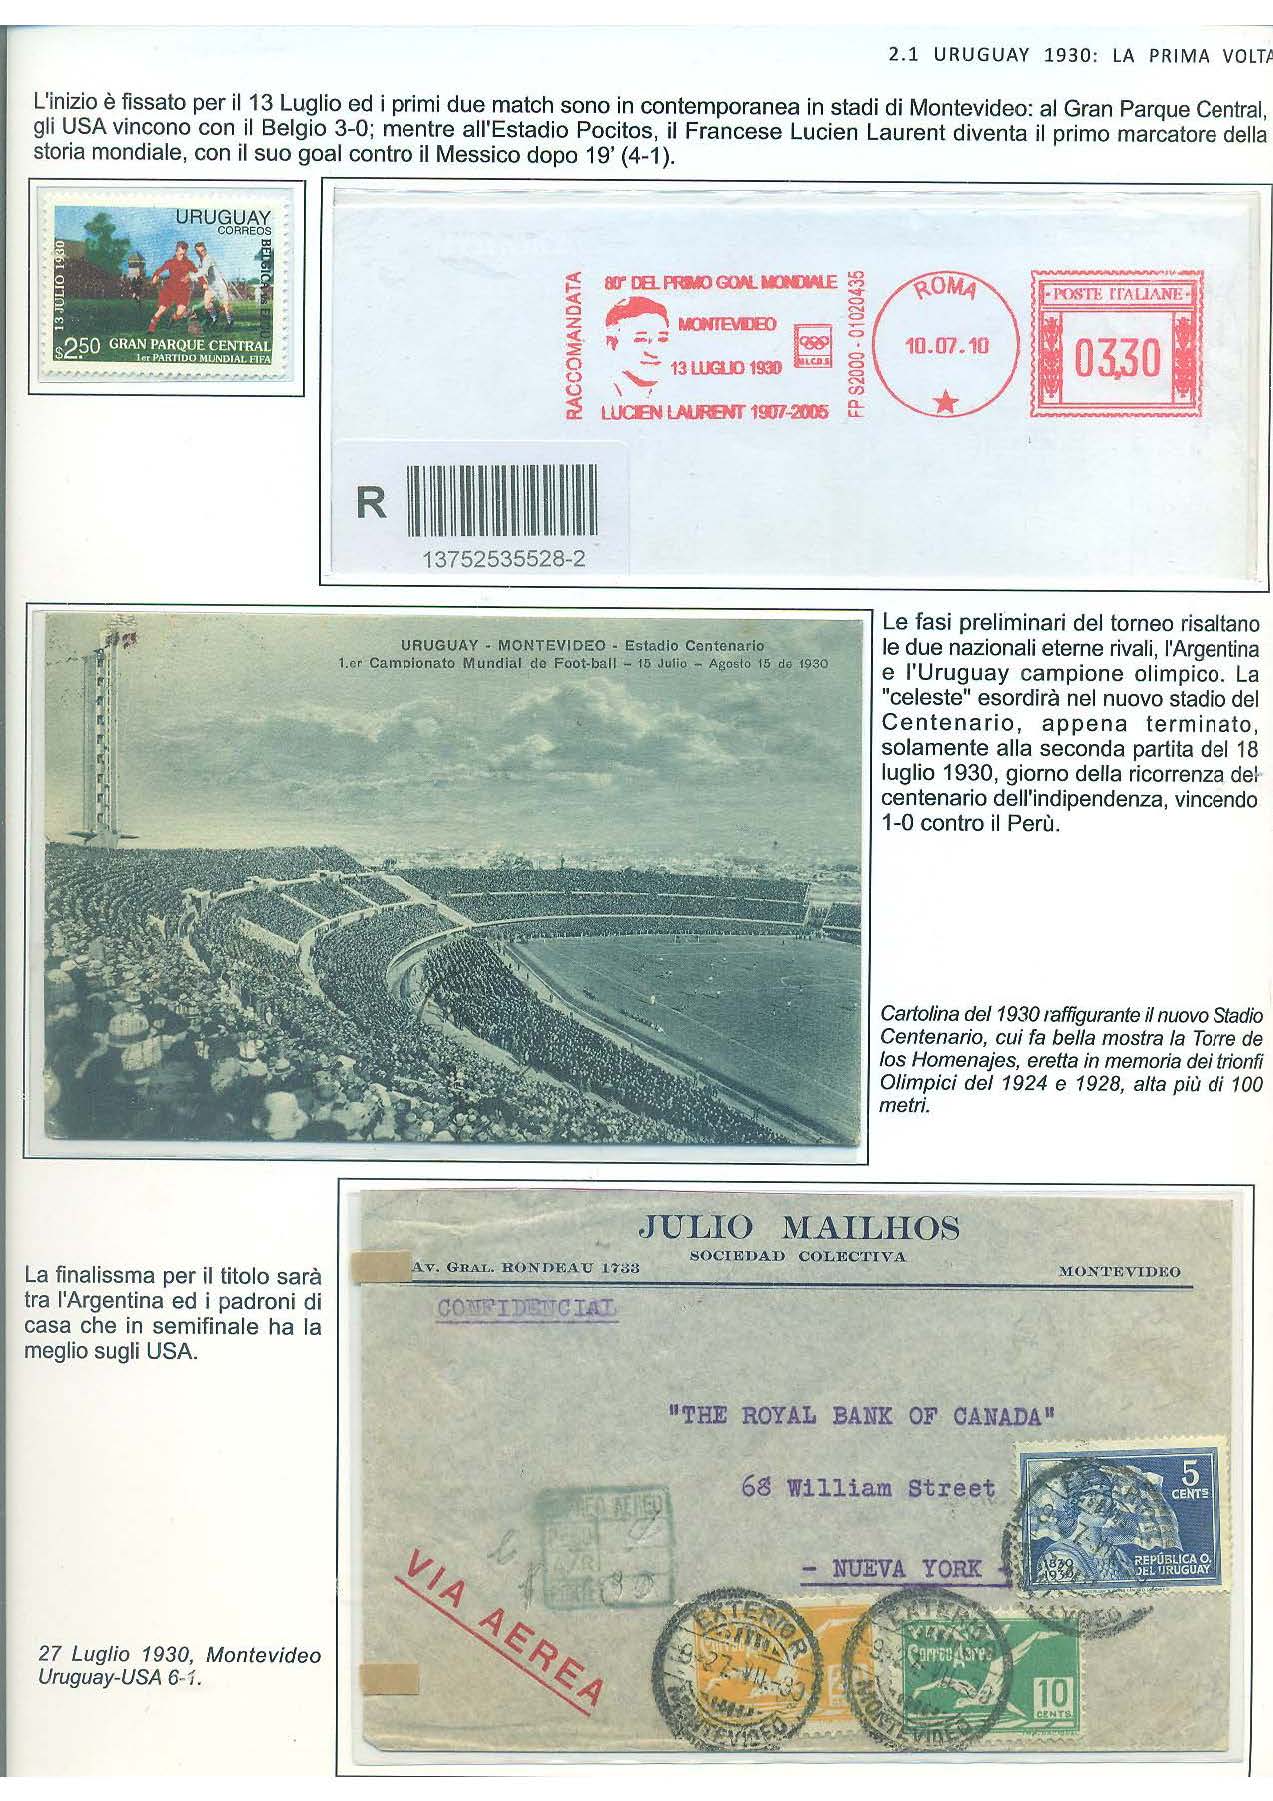 2.1 URUGUAY 1930: LA PRIMA VOLTA
L'inizio è fissato per il 13 Luglio ed i primi due match sono in contemporanea in stadi di Montevideo: al Gran Parque Central,
gli USA vincono con il Belgio 3-0; mentre all'Estadio Pocitos, il Francese Lucien Laurent diventa il primo marcatore della
storia mondiale, con il suo goal contro il Messico dopo 19' (4-1).
URUGUAY
CORREOS
13 JULIO 1930
BELGICA vs EEUU
$2.50 GRAN PARQUE CENTRAL
1er PARTIDO MUNDIAL FIFA
RACCOMANDATA
80° DEL PRIMO GOAL MONDIALE
MONTEVIDEO
13 LUGLIO 1930
LUCIEN LAURENT 1907-2005
FP S2000 - 01020435
ROMA
10.07.10
- POSTE ITALIANE -
03,30
R
13752535528-2
URUGUAY - MONTEVIDEO - Estadio Centenario
1.er Campionato Mundial de Foot-ball - 15 Julio - Agosto 15 de 1930
Le fasi preliminari del torneo risaltano
le due nazionali eterne rivali, l'Argentina
e l'Uruguay campione olimpico. La
"celeste" esordirà nel nuovo stadio del
Centenario, appena terminato,
solamente alla seconda partita del 18
luglio 1930, giorno della ricorrenza del
centenario dell'indipendenza, vincendo
1-0 contro il Perù.
Cartolina del 1930 raffigurante il nuovo Stadio
Centenario, cui fa bella mostra la Torre de
los Homenajes, eretta in memoria dei trionfi
Olimpici del 1924 e 1928, alta più di 100
metri.
La finalissma per il titolo sarà
tra l'Argentina ed i padroni di
casa che in semifinale ha la
meglio sugli USA.
27 Luglio 1930, Montevideo
Uruguay-USA 6-1.
JULIO MAILHOS
SOCIEDAD COLECTIVA
AV. GRAL. RONDEAU 1733
MONTEVIDEO
CONFIDENCIAL
"THE ROYAL BANK OF CANADA"
68 William Street
- NUEVA YORK -
VIA AEREA
5
CENTS
1830
1930
REPÚBLICA O.
DEL URUGUAY
EXTERIOR
27-VII-30
MONTEVIDEO
EXTERIOR
MONTEVIDEO
Correo Aéreo
10
CENTS